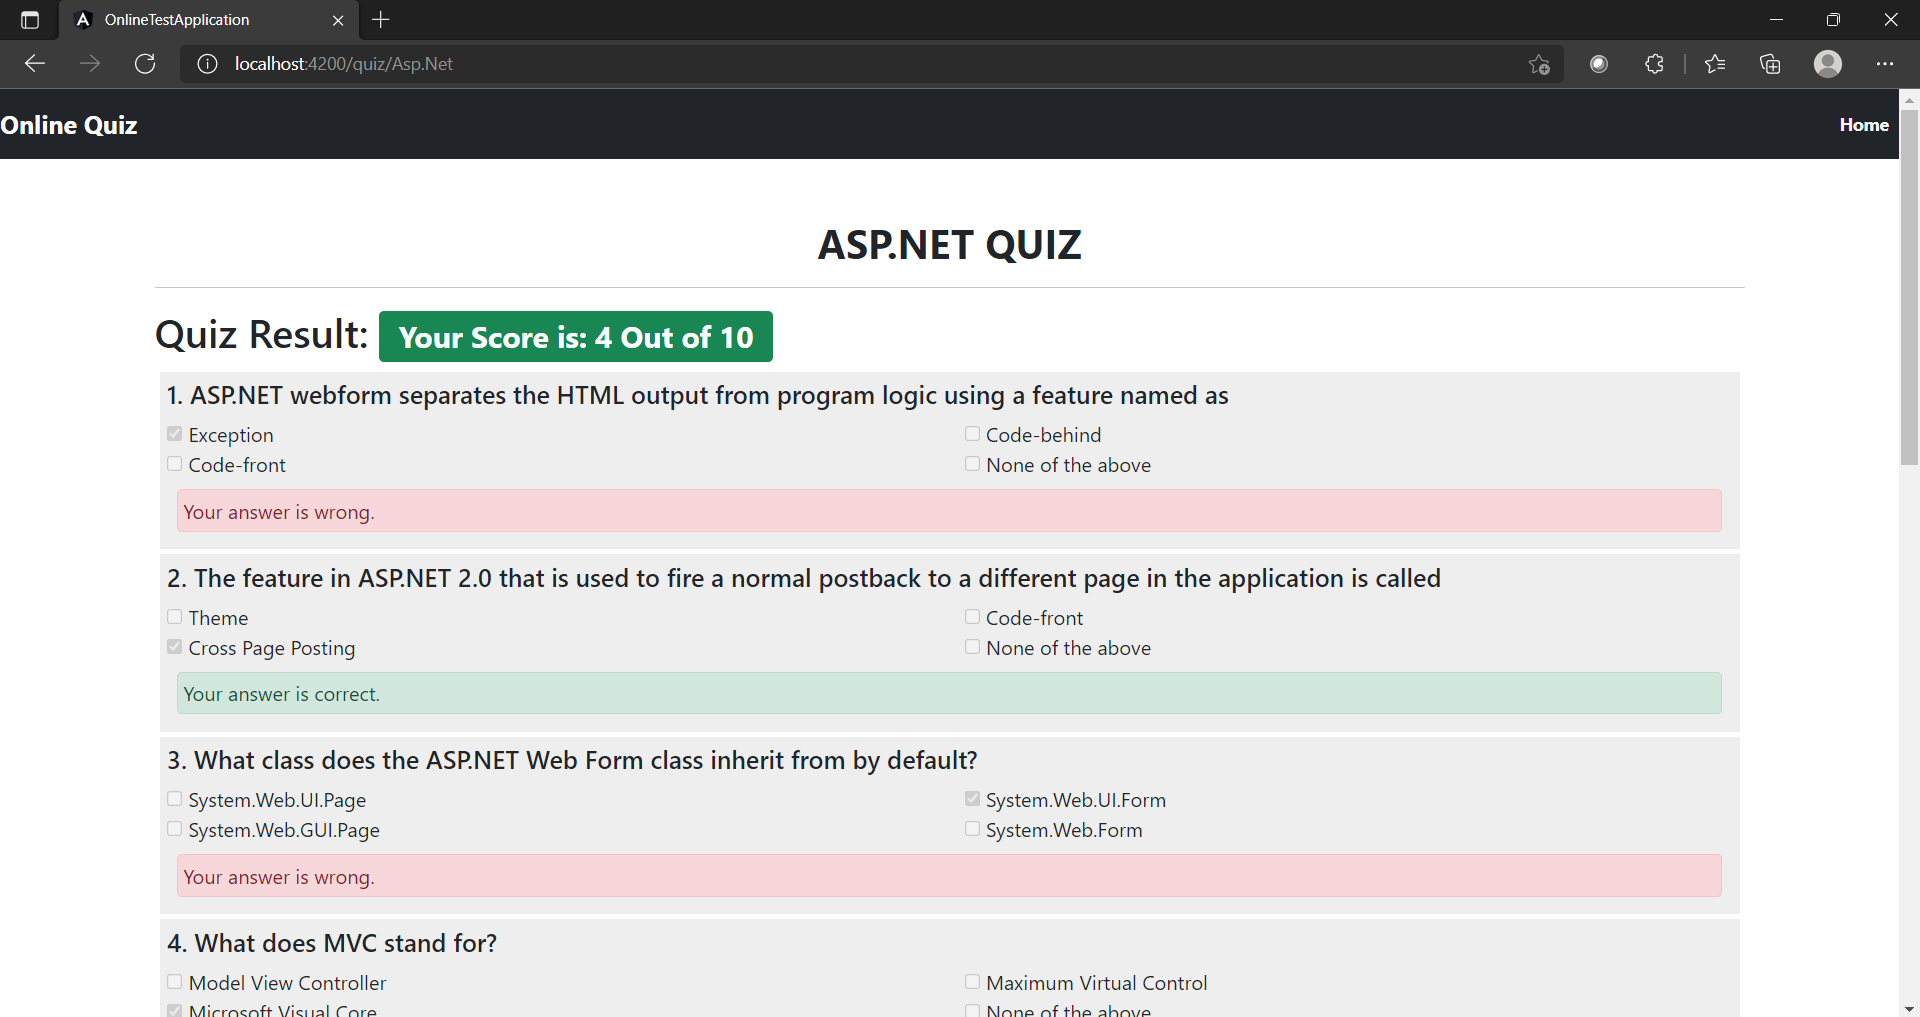 OnlineTestApplication
localhost:4200/quiz/Asp.Net
Online Quiz
Home
ASP.NET QUIZ
Quiz Result: Your Score is: 4 Out of 10
1. ASP.NET webform separates the HTML output from program logic using a feature named as
Exception
Code-behind
Code-front
None of the above
Your answer is wrong.
2. The feature in ASP.NET 2.0 that is used to fire a normal postback to a different page in the application is called
Theme
Code-front
Cross Page Posting
None of the above
Your answer is correct.
3. What class does the ASP.NET Web Form class inherit from by default?
System.Web.UI.Page
System.Web.UI.Form
System.Web.GUI.Page
System.Web.Form
Your answer is wrong.
4. What does MVC stand for?
Model View Controller
Maximum Virtual Control
Microsoft Visual Core
None of the above